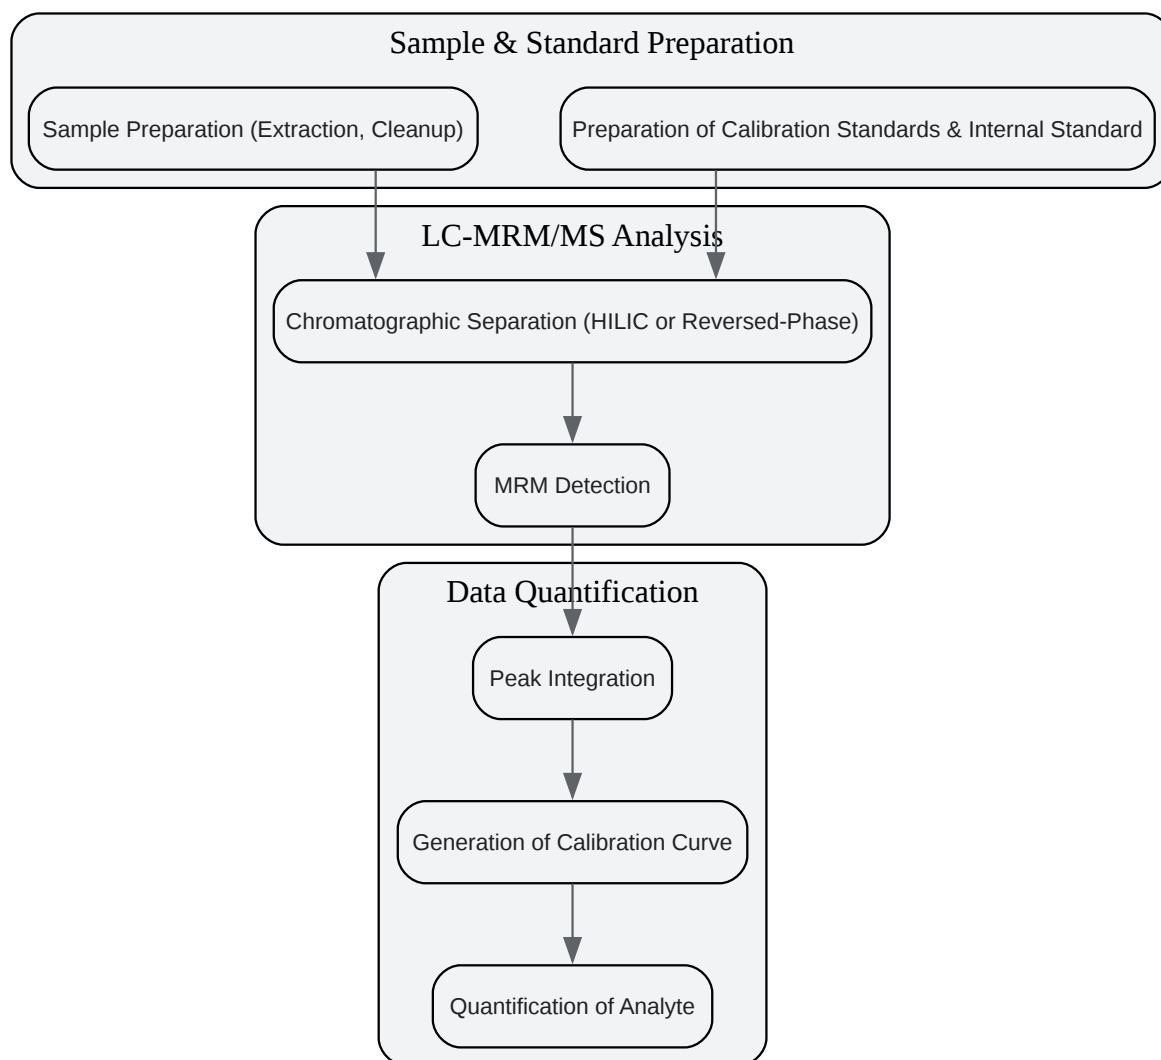 Sample & Standard Preparation
Sample Preparation (Extraction, Cleanup)
Preparation of Calibration Standards & Internal Standard
LC-MRM/MS Analysis
Chromatographic Separation (HILIC or Reversed-Phase)
MRM Detection
Data Quantification
Peak Integration
Generation of Calibration Curve
Quantification of Analyte